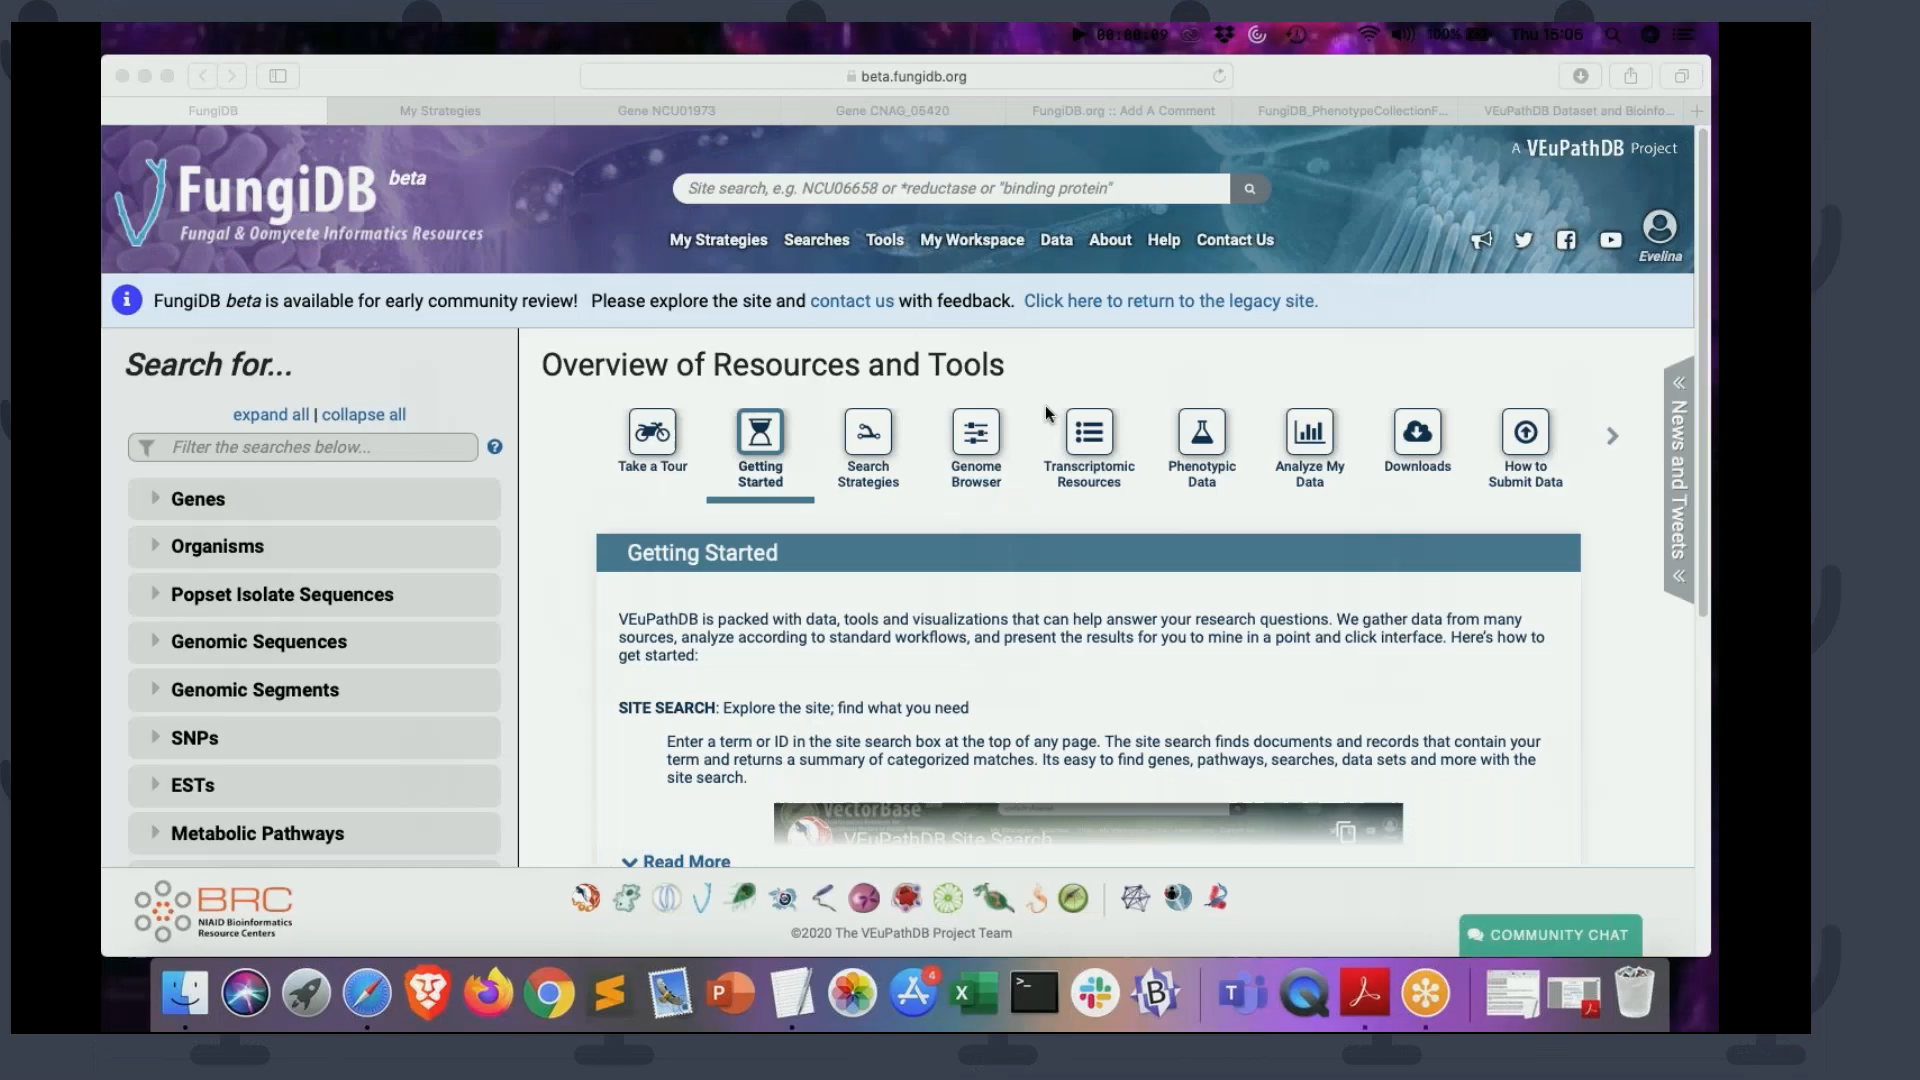 00:00:09 100% Thu 15:06
beta.fungidb.org
FungiDB
My Strategies
Gene NCU01973
Gene CNAG_05420
FungiDB.org :: Add A Comment
FungiDB_PhenotypeCollectionF...
VEuPathDB Dataset and Bioinfo...
FungiDB beta
Fungal & Oomycete Informatics Resources
A VEuPathDB Project
Site search, e.g. NCU06658 or *reductase or "binding protein"
My Strategies Searches Tools My Workspace Data About Help Contact Us
Evelina
FungiDB beta is available for early community review! Please explore the site and contact us with feedback. Click here to return to the legacy site.
Search for...
expand all | collapse all
Filter the searches below...
Genes
Organisms
Popset Isolate Sequences
Genomic Sequences
Genomic Segments
SNPs
ESTs
Metabolic Pathways
Overview of Resources and Tools
Take a Tour
Getting
Started
Search
Strategies
Genome
Browser
Transcriptomic
Resources
Phenotypic
Data
Analyze My
Data
Downloads
How to
Submit Data
News and Tweets
Getting Started
VEuPathDB is packed with data, tools and visualizations that can help answer your research questions. We gather data from many
sources, analyze according to standard workflows, and present the results for you to mine in a point and click interface. Here's how to
get started:
SITE SEARCH: Explore the site; find what you need
Enter a term or ID in the site search box at the top of any page. The site search finds documents and records that contain your
term and returns a summary of categorized matches. Its easy to find genes, pathways, searches, data sets and more with the
site search.
VectorBase
VEuPathDB Site Search
Read More
BRC
NIAID Bioinformatics
Resource Centers
©2020 The VEuPathDB Project Team
COMMUNITY CHAT
4